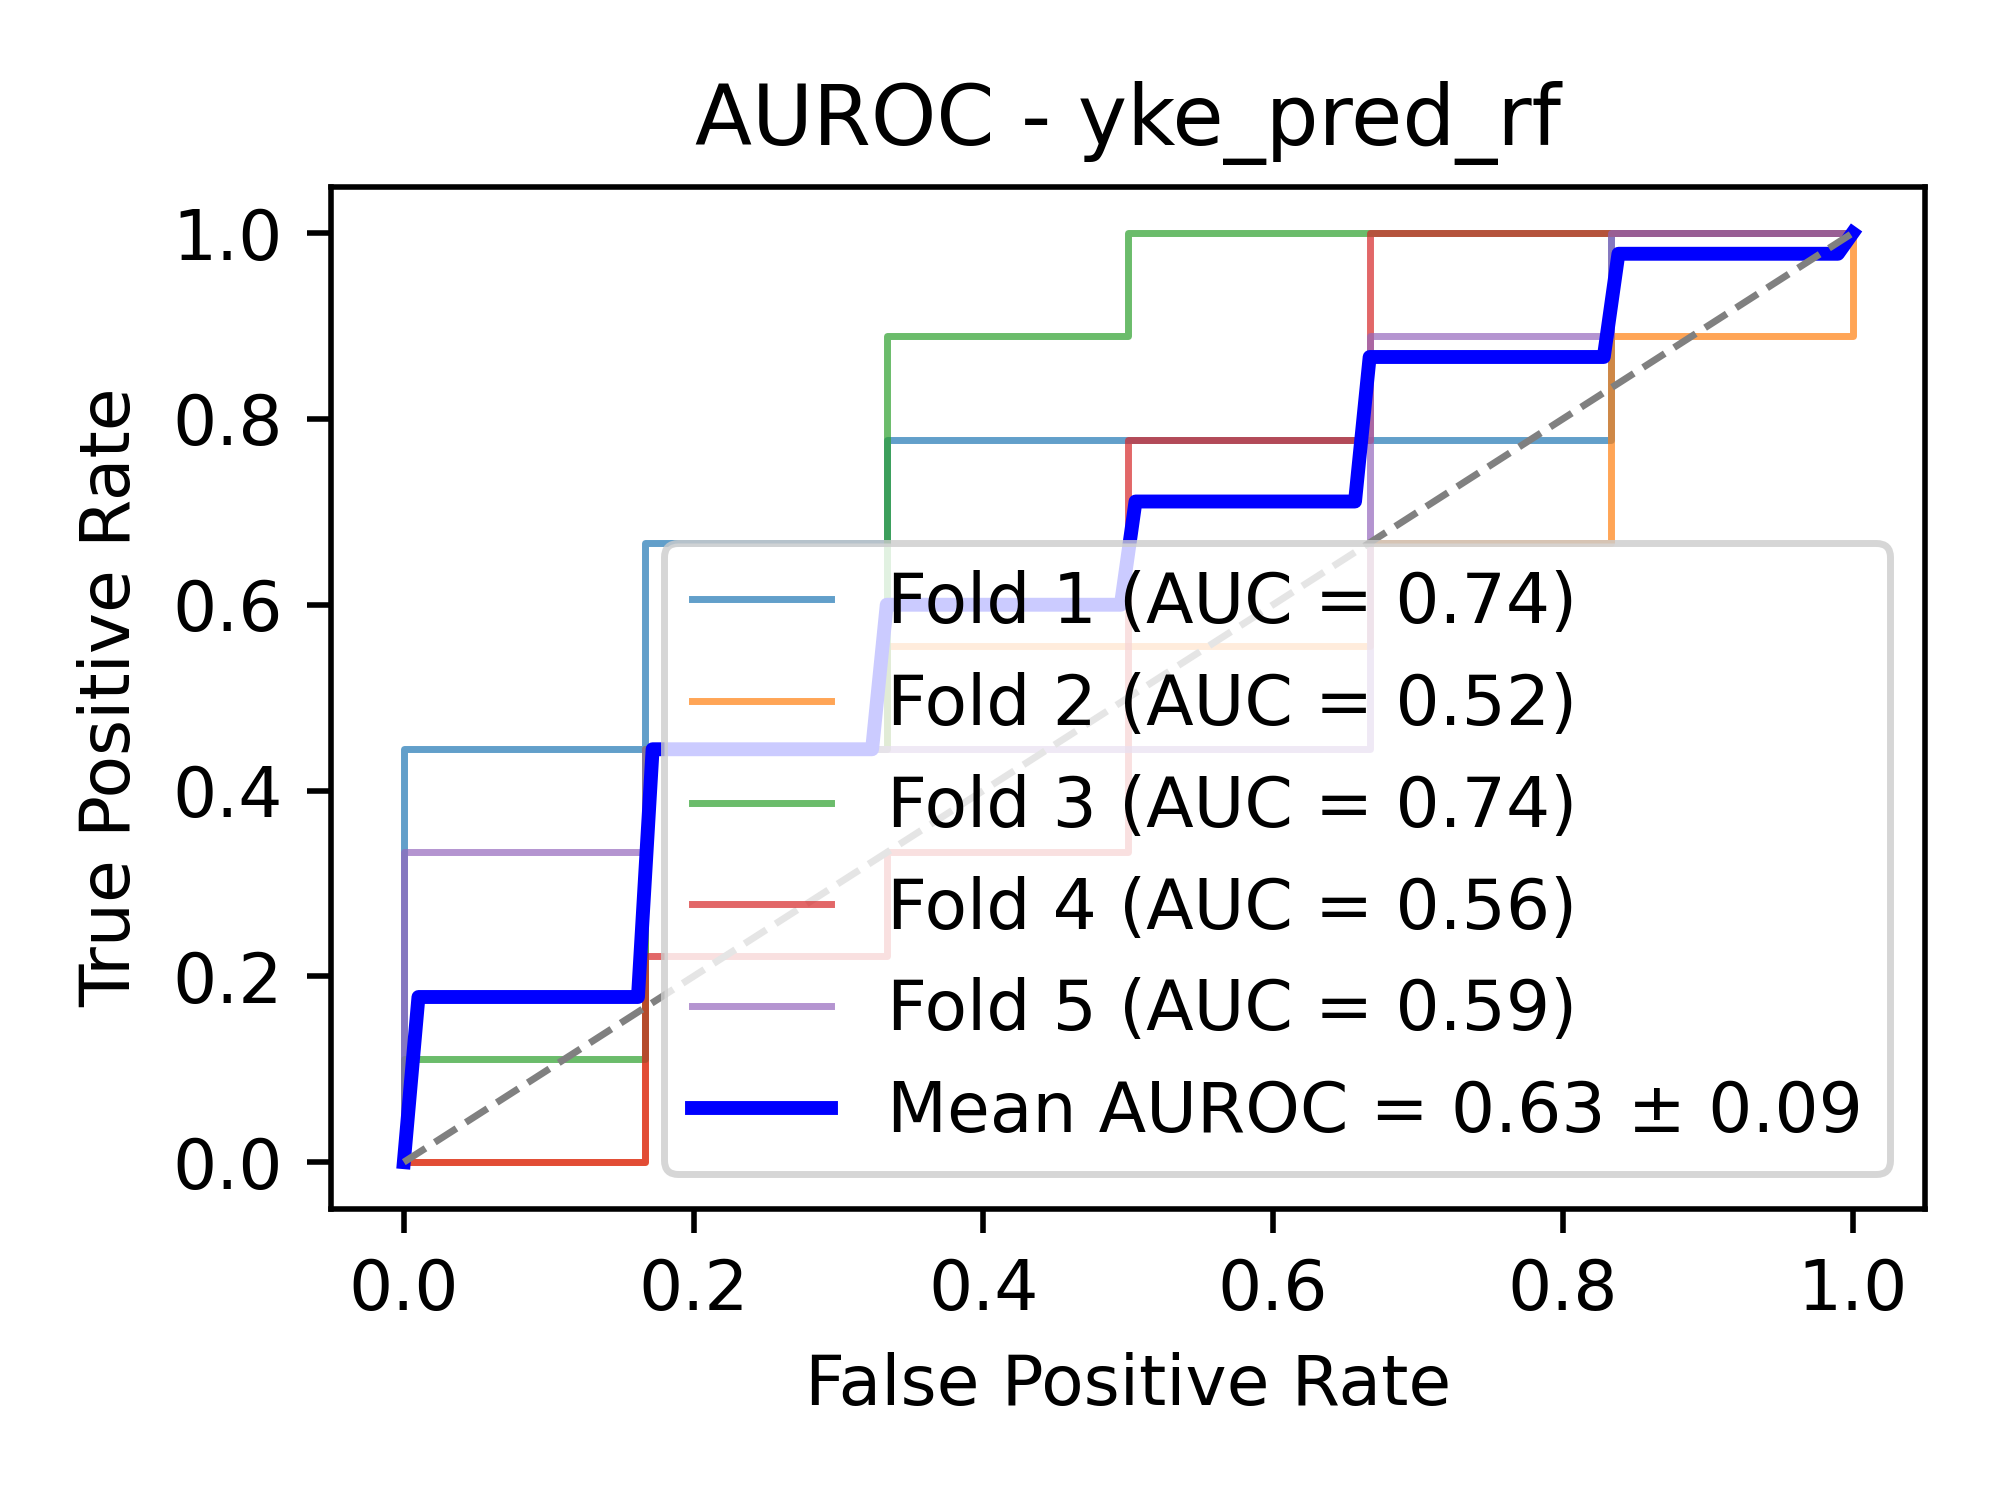 AUROC - yke_pred_rf
True Positive Rate
1.0
0.8
0.6
0.4
0.2
0.0
Fold 1 (AUC = 0.74)
Fold 2 (AUC = 0.52)
Fold 3 (AUC = 0.74)
Fold 4 (AUC = 0.56)
Fold 5 (AUC = 0.59)
Mean AUROC = 0.63 ± 0.09
0.0 0.2 0.4 0.6 0.8 1.0
False Positive Rate